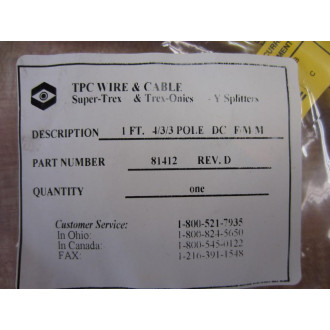 TPC WIRE & CABLE
Super-Trex & Trex-Onics - Y Splitters
DESCRIPTION 1 FT. 4/3/3 POLE DC F/M/M
PART NUMBER 81412 REV. D
QUANTITY one
Customer Service: 1-800-521-7935
In Ohio: 1-800-824-5650
In Canada: 1-800-545-0122
FAX: 1-216-391-1548